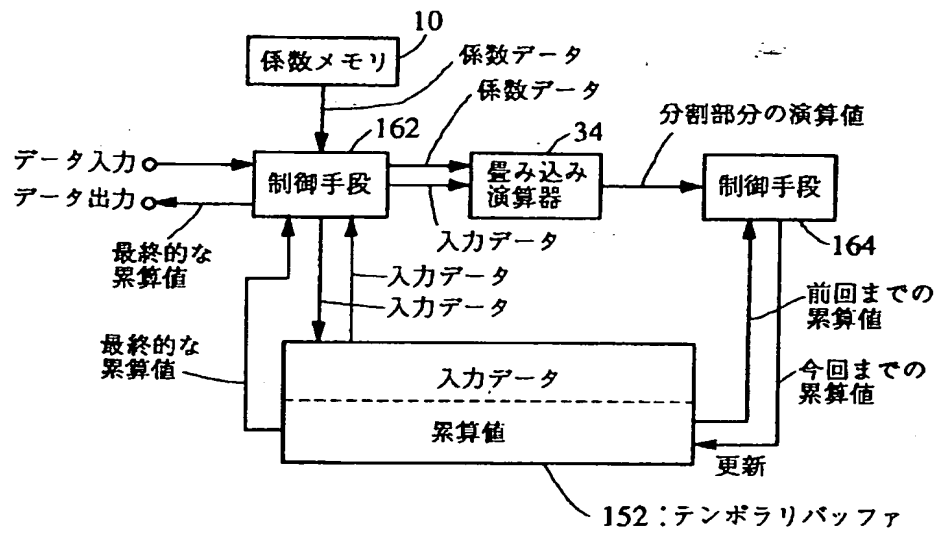 10
係数メモリ
係数データ
係数データ
162
34
分割部分の演算値
データ入力
データ出力
制御手段
畳み込み
演算器
制御手段
164
入力データ
最終的な
累算値
入力データ
入力データ
前回までの
累算値
最終的な
累算値
今回までの
累算値
入力データ
累算値
更新
152：テンポラリバッファ